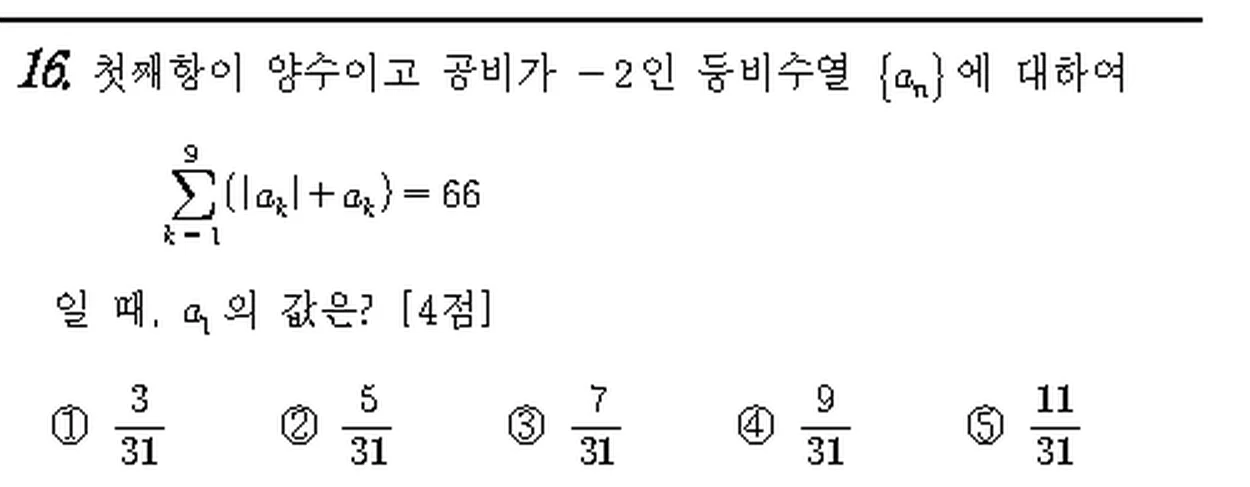 16. 첫째항이 양수이고 공비가 −2인 등비수열 {aₙ}에 대하여
∑_{k=1}^{9}(|aₖ|+aₖ)=66
일 때, a₁의 값은? [4점]
① 3/31 ② 5/31 ③ 7/31 ④ 9/31 ⑤ 11/31